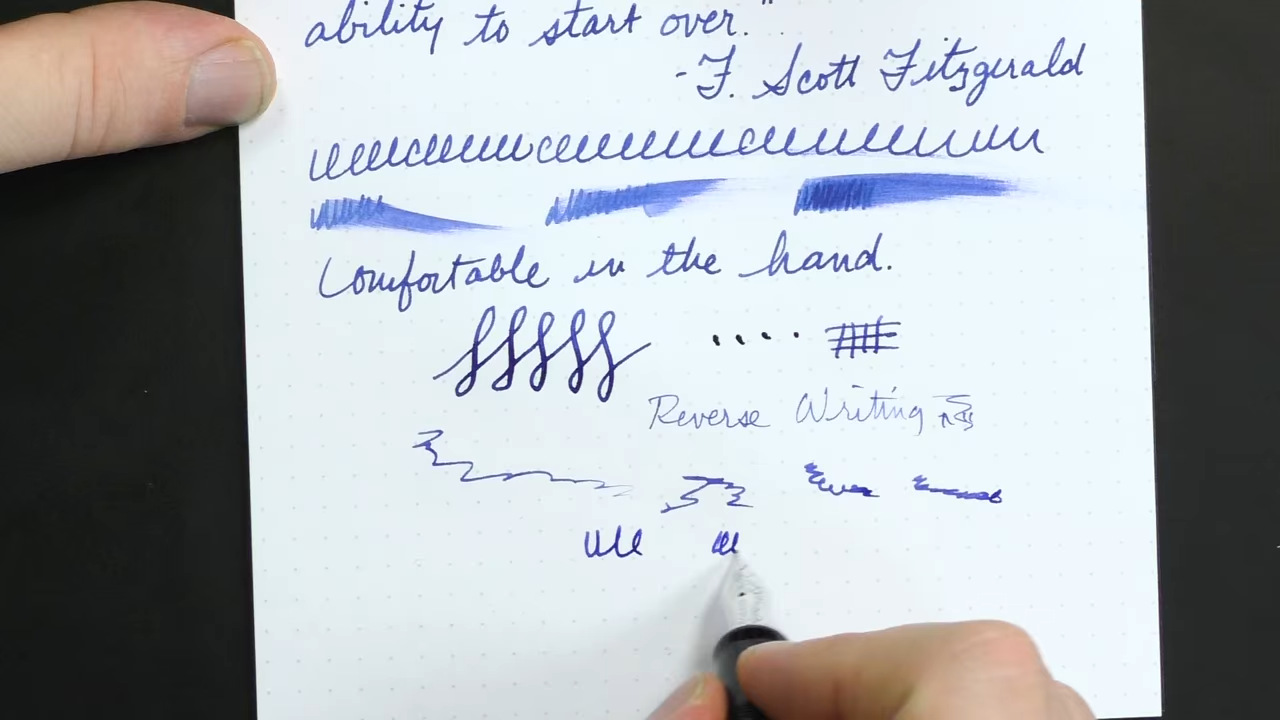 ability to start over."
-F. Scott Fitzgerald
Comfortable in the hand.
Reverse Writing